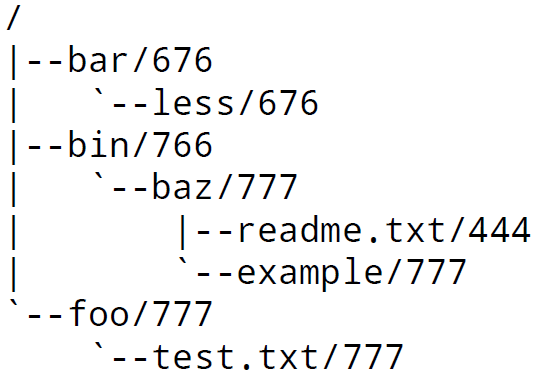 /
|--bar/676
|   `--less/676
|--bin/766
|   `--baz/777
|       |--readme.txt/444
|       `--example/777
`--foo/777
    `--test.txt/777